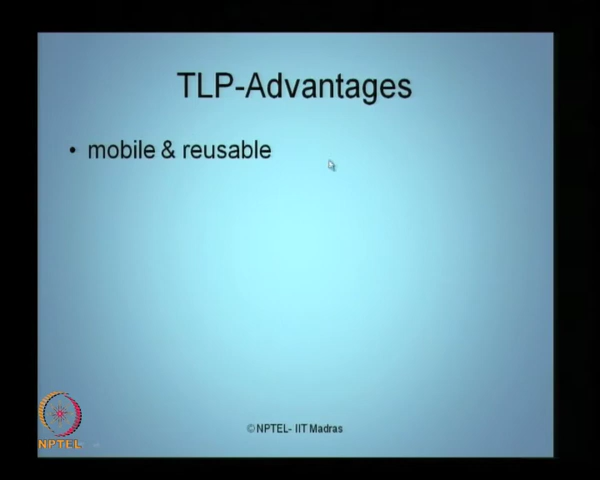 TLP-Advantages
• mobile & reusable
© NPTEL- IIT Madras
NPTEL